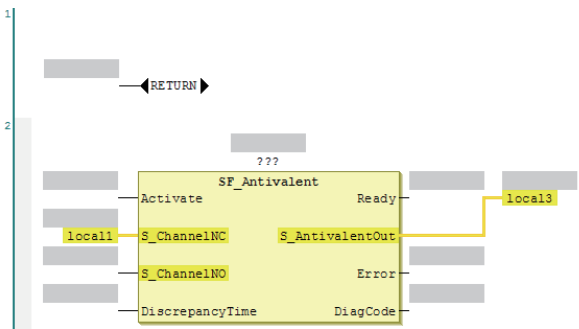 1
RETURN
2
???
SF_Antivalent
Activate Ready
local1 S_ChannelNC S_AntivalentOut local3
S_ChannelNO Error
DiscrepancyTime DiagCode